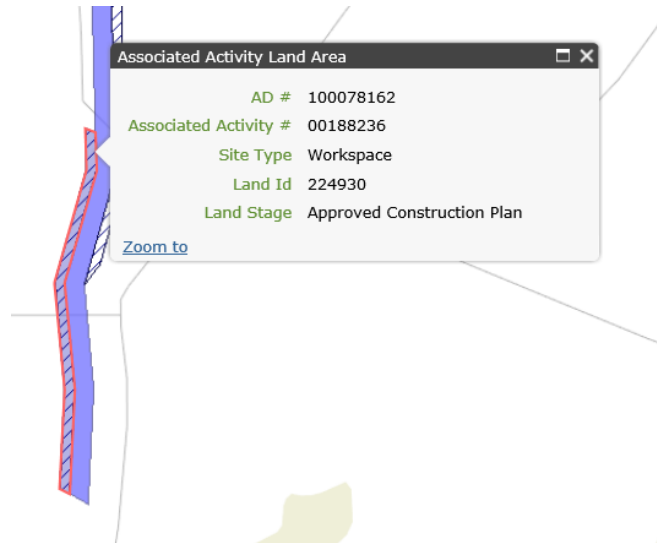 Associated Activity Land Area
AD # 100078162
Associated Activity # 00188236
Site Type Workspace
Land Id 224930
Land Stage Approved Construction Plan
Zoom to